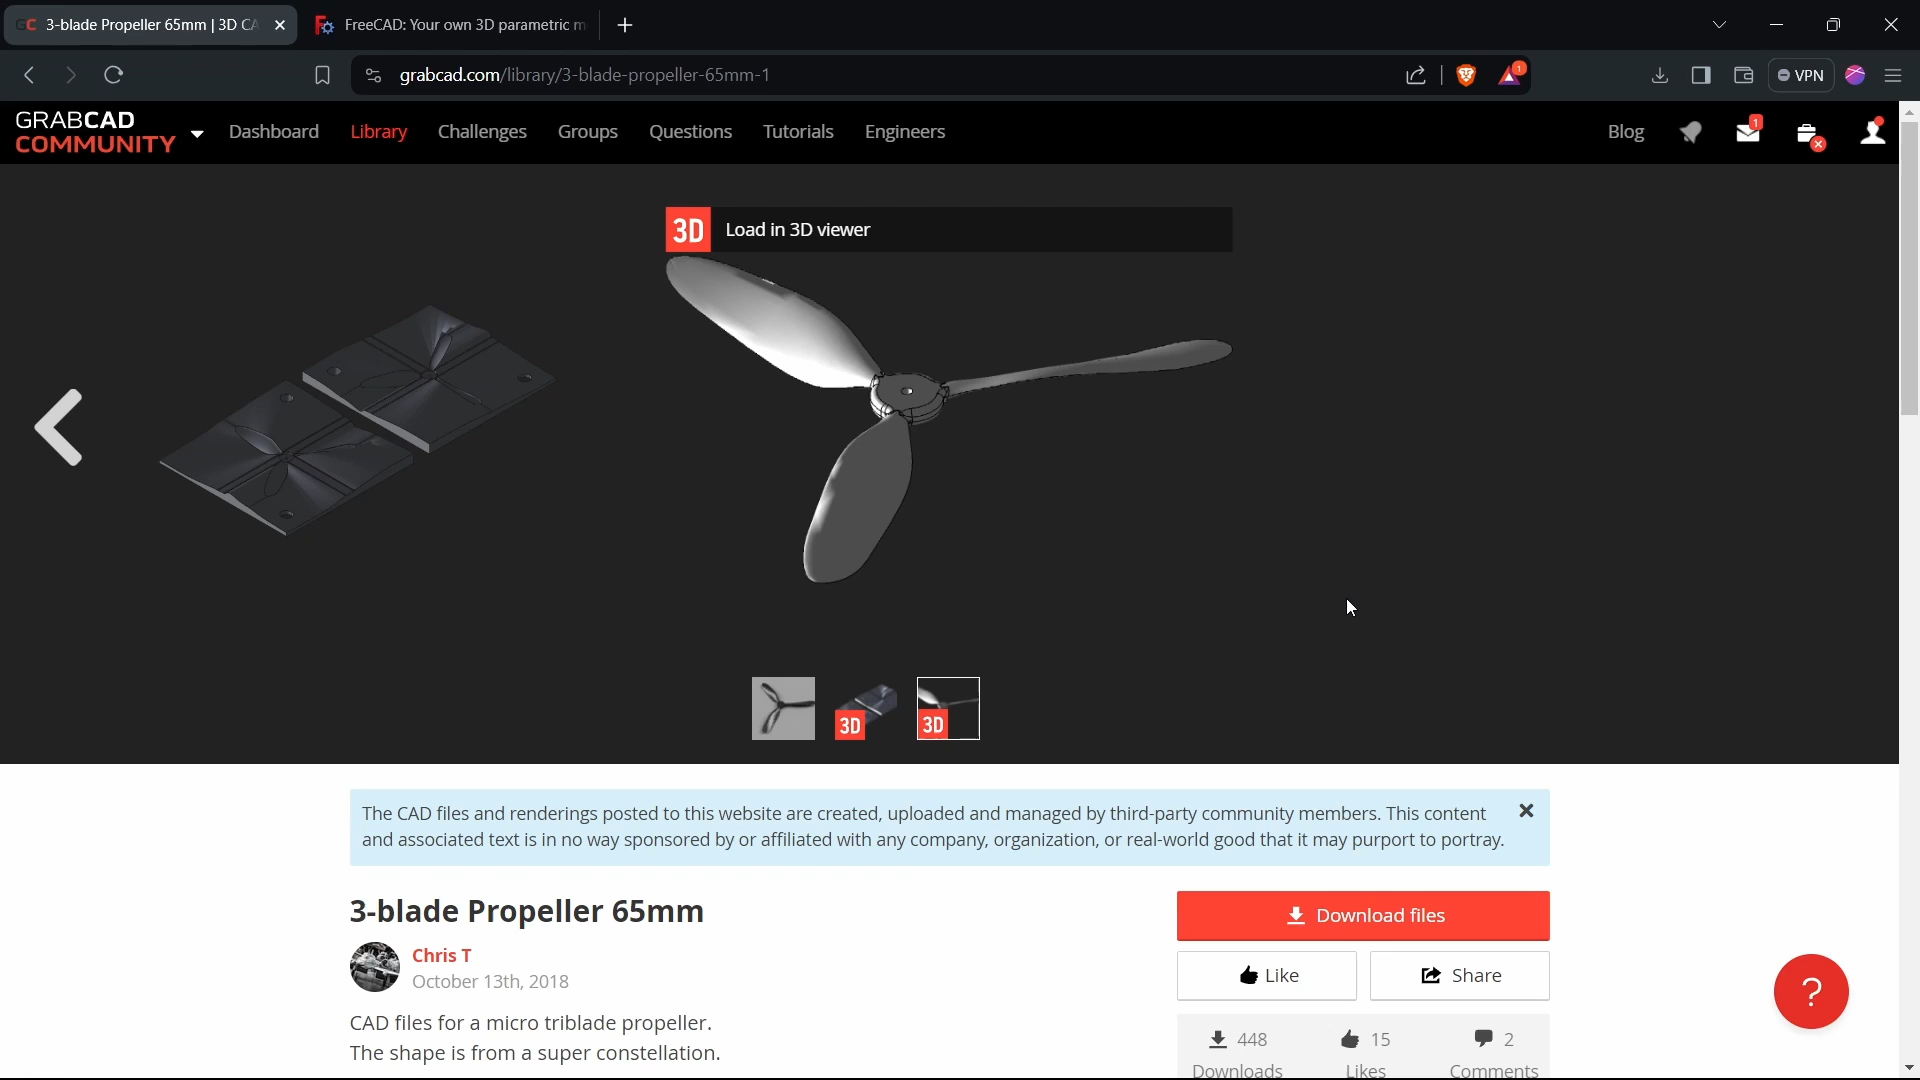 3-blade Propeller 65mm | 3D CA
FreeCAD: Your own 3D parametric m
grabcad.com/library/3-blade-propeller-65mm-1
1
VPN
GRABCAD
COMMUNITY
Dashboard
Library
Challenges
Groups
Questions
Tutorials
Engineers
Blog
1
3D Load in 3D viewer
3D
3D
The CAD files and renderings posted to this website are created, uploaded and managed by third-party community members. This content
and associated text is in no way sponsored by or affiliated with any company, organization, or real-world good that it may purport to portray.
3-blade Propeller 65mm
Chris T
October 13th, 2018
CAD files for a micro triblade propeller.
The shape is from a super constellation.
Download files
Like
Share
448
15
2
Downloads
Likes
Comments
?